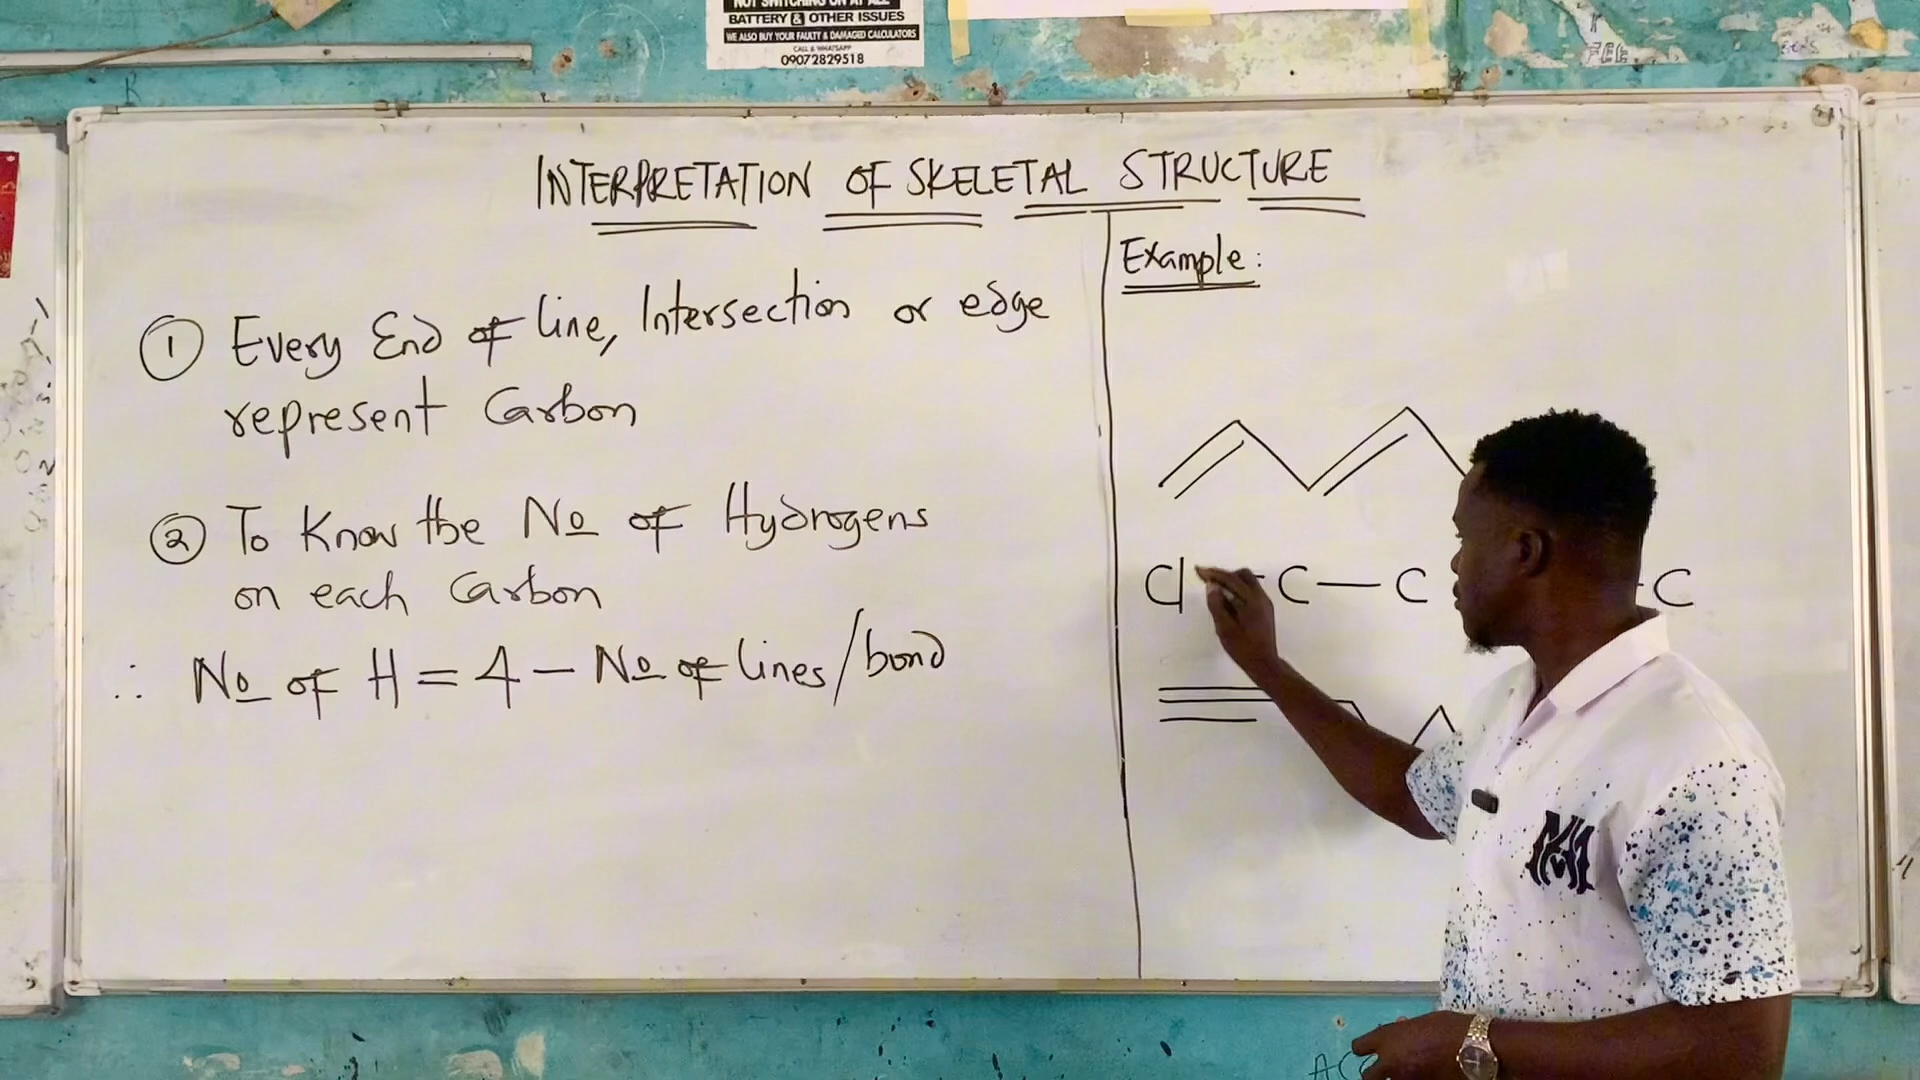 NOT SWITCHING ON AT ALL
BATTERY & OTHER ISSUES
WE ALSO BUY YOUR FAULTY & DAMAGED CALCULATORS
CALL & WHATSAPP
09072829518
INTERPRETATION OF SKELETAL STRUCTURE
① Every End of line, Intersection or edge
represent Carbon
② To Know the No of Hydrogens
on each Carbon
∴ No of H = 4 - No of lines/bond
Example:
C — C — C
C